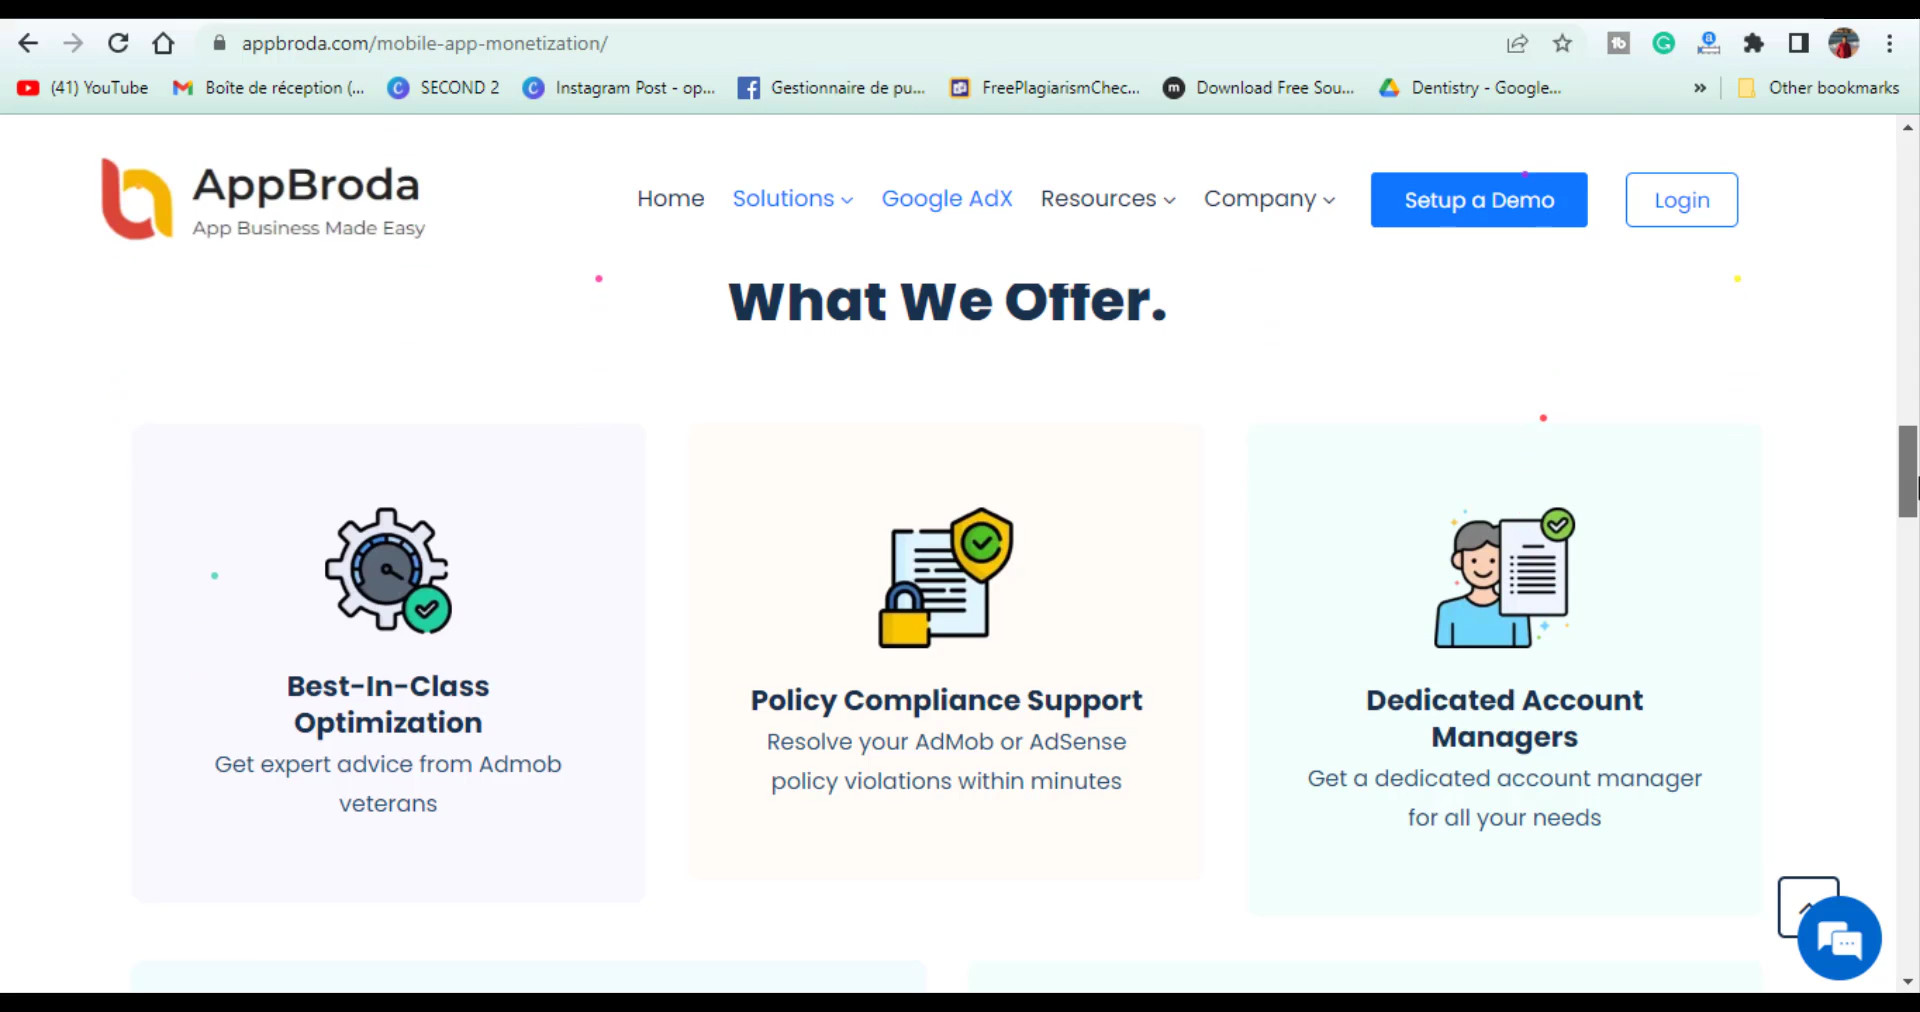 appbroda.com/mobile-app-monetization/
(41) YouTube
Boîte de réception (...
SECOND 2
Instagram Post - op...
Gestionnaire de pu...
FreePlagiarismChec...
Download Free Sou...
Dentistry - Google...
»
Other bookmarks
AppBroda
App Business Made Easy
Home
Solutions
Google AdX
Resources
Company
Setup a Demo
Login
What We Offer.
Best-In-Class
Optimization
Get expert advice from Admob
veterans
Policy Compliance Support
Resolve your AdMob or AdSense
policy violations within minutes
Dedicated Account
Managers
Get a dedicated account manager
for all your needs